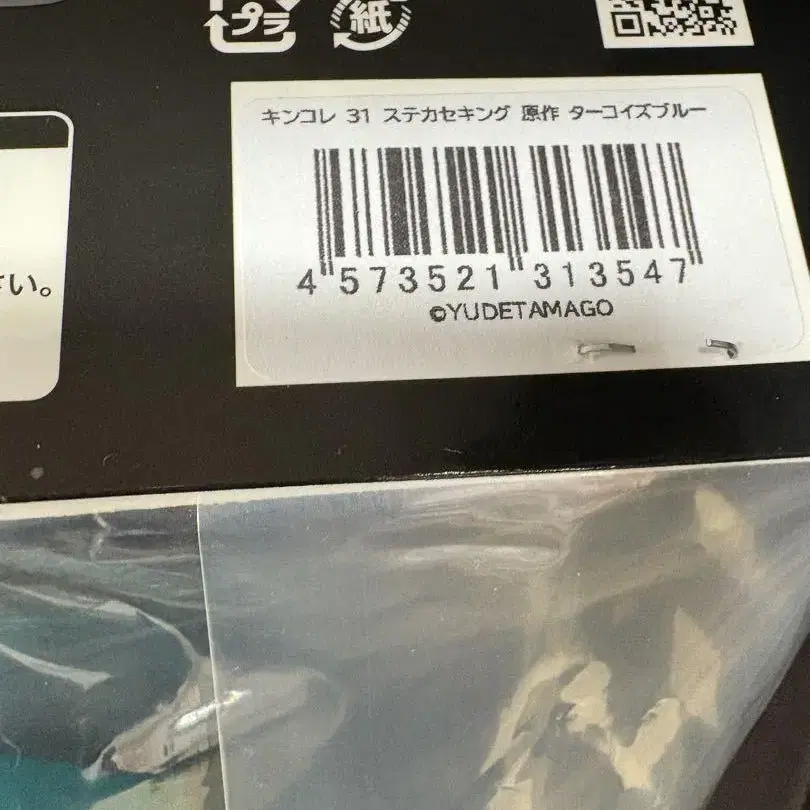 プラ
紙
キンコレ 31 ステカセキング 原作 ターコイズブルー
4 573521 313547
©YUDETAMAGO
さい。